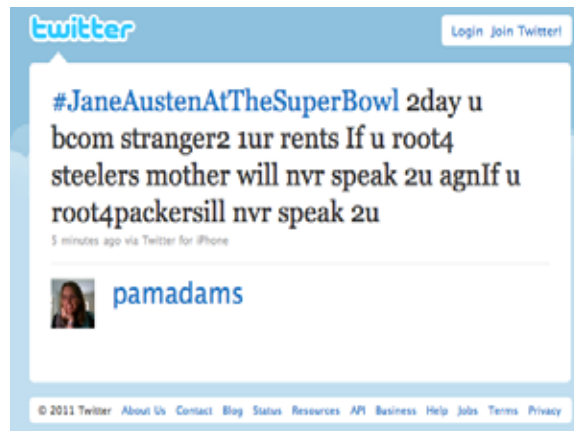 twitter
Login Join Twitter!
#JaneAustenAtTheSuperBowl 2day u
bcom stranger2 1ur rents If u root4
steelers mother will nvr speak 2u agnIf u
root4packersill nvr speak 2u
5 minutes ago via Twitter for iPhone
pamadams
© 2011 Twitter About Us Contact Blog Status Resources API Business Help Jobs Terms Privacy